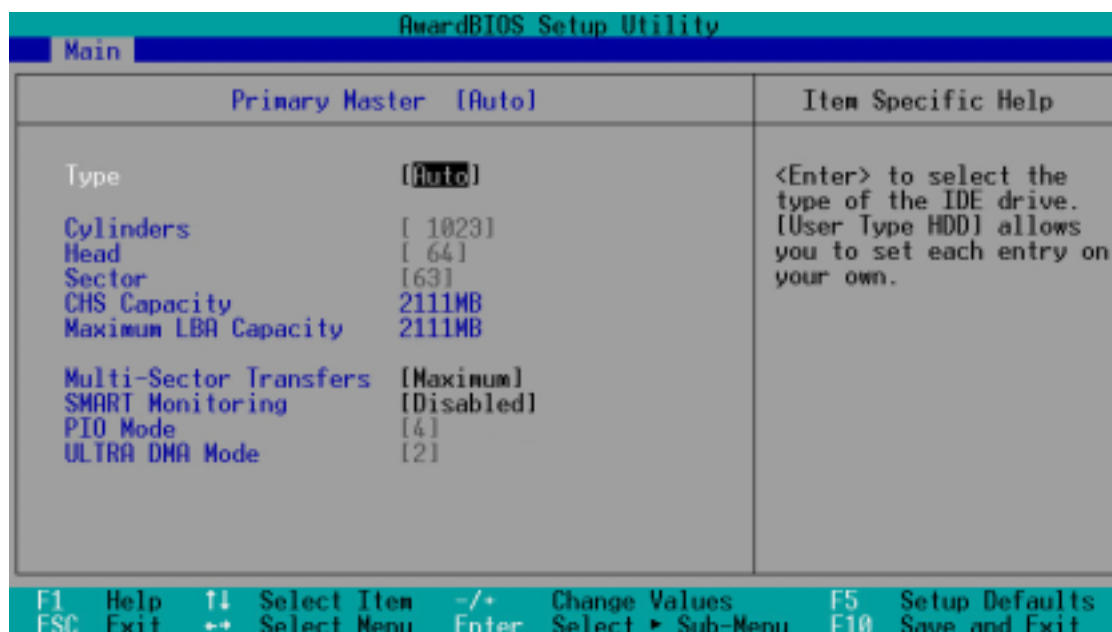 AwardBIOS Setup Utility
Main
Primary Master [Auto]
Item Specific Help
Type [Auto]
Cylinders [ 1023]
Head [ 64]
Sector [63]
CHS Capacity 2111MB
Maximum LBA Capacity 2111MB
Multi-Sector Transfers [Maximum]
SMART Monitoring [Disabled]
PIO Mode [4]
ULTRA DMA Mode [2]
<Enter> to select the
type of the IDE drive.
[User Type HDD] allows
you to set each entry on
your own.
F1 Help ↑↓ Select Item -/+ Change Values F5 Setup Defaults
ESC Exit ←→ Select Menu Enter Select ► Sub-Menu F10 Save and Exit